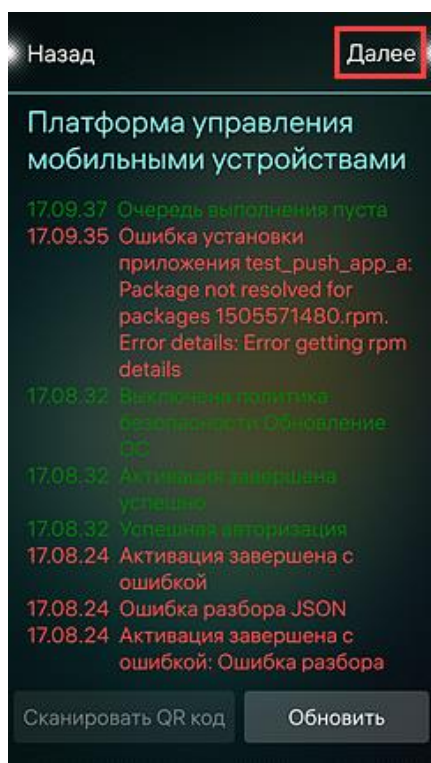 Назад
Далее
Платформа управления
мобильными устройствами
17.09.37 Очередь выполнения пуста
17.09.35 Ошибка установки
приложения test_push_app_a:
Package not resolved for
packages 1505571480.rpm.
Error details: Error getting rpm
details
17.08.32 Выключена политика
безопасности Обновление
ОС
17.08.32 Активация завершена
успешно
17.08.32 Успешная авторизация
17.08.24 Активация завершена с
ошибкой
17.08.24 Ошибка разбора JSON
17.08.24 Активация завершена с
ошибкой: Ошибка разбора
Сканировать QR код
Обновить